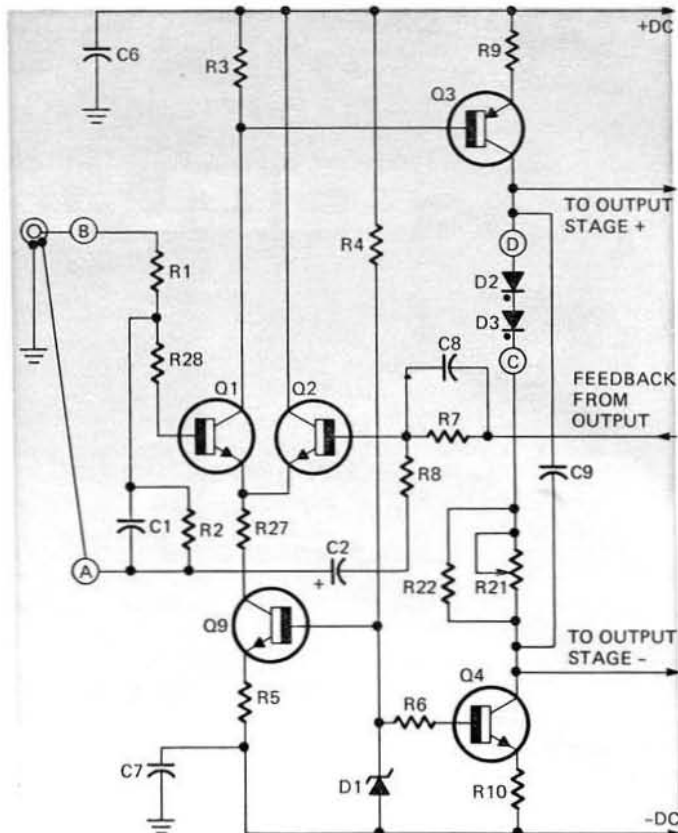 +DC
C6
R3
R9
Q3
B
TO OUTPUT
STAGE +
R1
R4
D
D2
R28
D3
C8
C
Q1
Q2
FEEDBACK
FROM
OUTPUT
R7
R8
C9
C1
R2
R27
C2
A
+
R22
R21
Q9
TO OUTPUT
STAGE –
Q4
R5
R6
C7
D1
R10
–DC